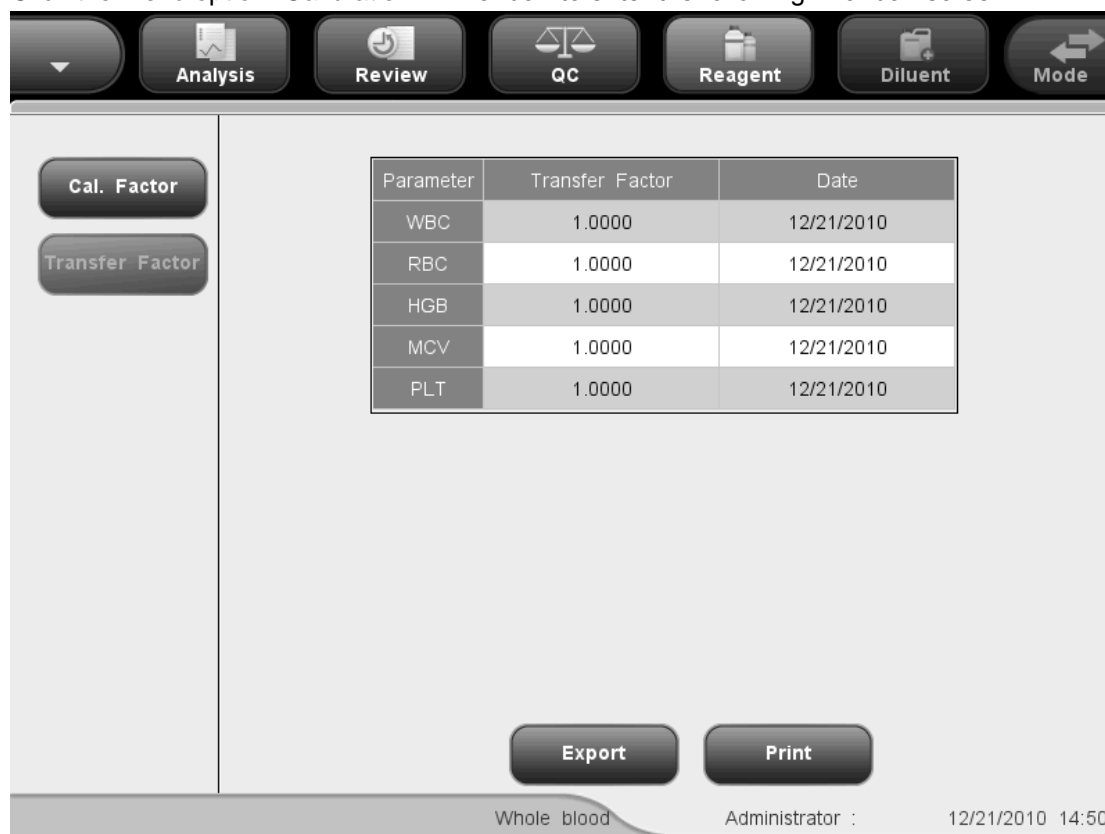 Analysis Review QC Reagent Diluent Mode
Cal. Factor
Transfer Factor
Parameter Transfer Factor Date
WBC 1.0000 12/21/2010
RBC 1.0000 12/21/2010
HGB 1.0000 12/21/2010
MCV 1.0000 12/21/2010
PLT 1.0000 12/21/2010
Export Print
Whole blood Administrator : 12/21/2010 14:50